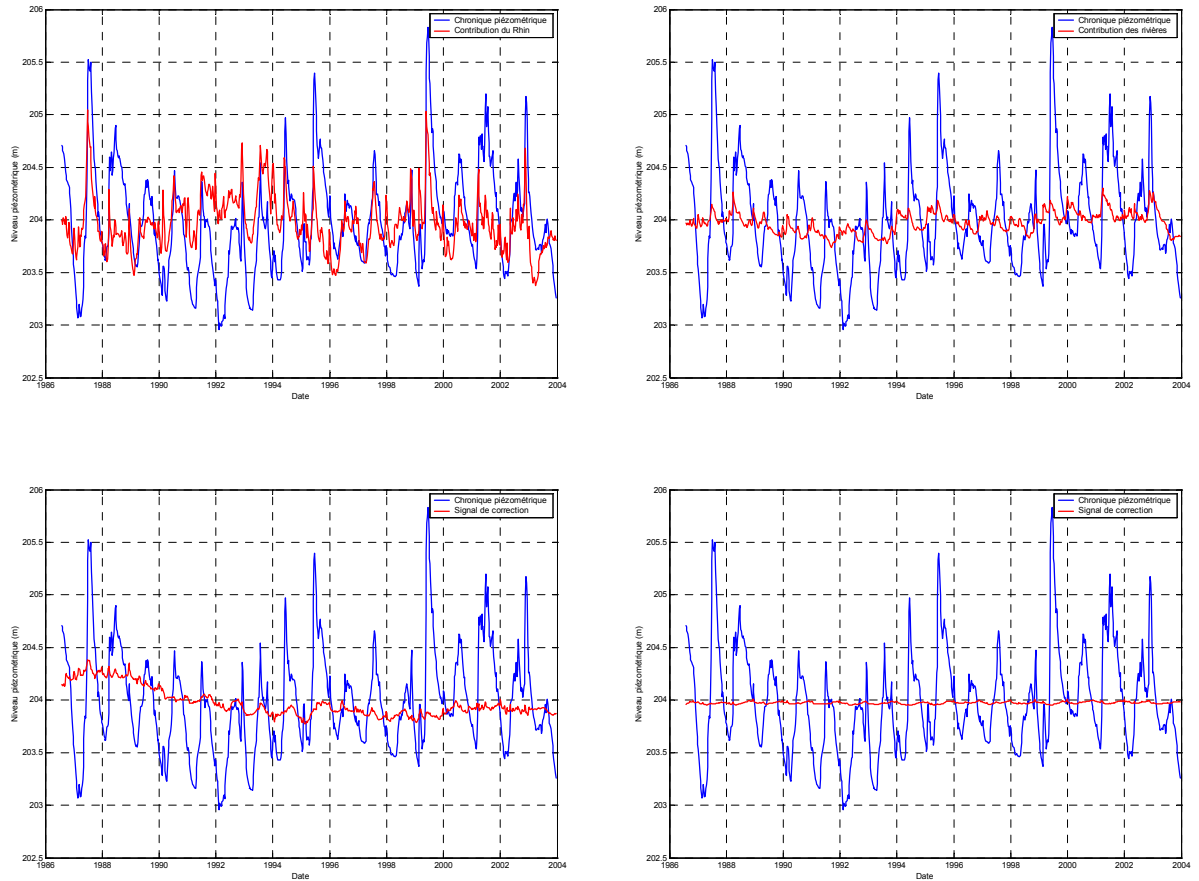 206
205.5
205
204.5
204
203.5
203
202.5
Niveau piézométrique (m)
Chronique piézométrique
Contribution du Rhin
1986 1988 1990 1992 1994 1996 1998 2000 2002 2004
Date
206
205.5
205
204.5
204
203.5
203
202.5
Niveau piézométrique (m)
Chronique piézométrique
Contribution des rivières
1986 1988 1990 1992 1994 1996 1998 2000 2002 2004
Date
206
205.5
205
204.5
204
203.5
203
202.5
Niveau piézométrique (m)
Chronique piézométrique
Signal de correction
1986 1988 1990 1992 1994 1996 1998 2000 2002 2004
Date
206
205.5
205
204.5
204
203.5
203
202.5
Niveau piézométrique (m)
Chronique piézométrique
Signal de correction
1986 1988 1990 1992 1994 1996 1998 2000 2002 2004
Date